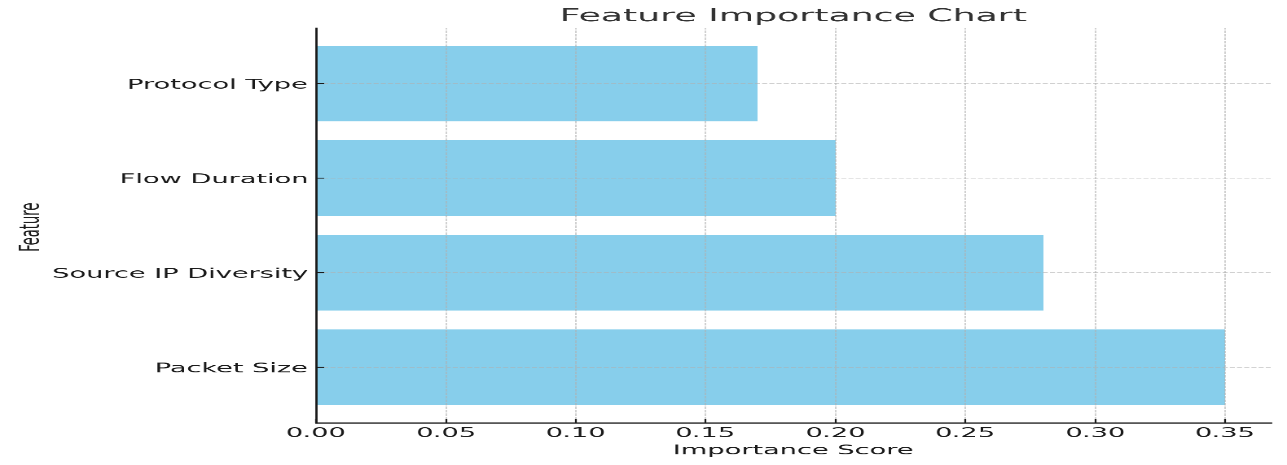 Feature Importance Chart
Protocol Type
Flow Duration
Source IP Diversity
Packet Size
Feature
0.00 0.05 0.10 0.15 0.20 0.25 0.30 0.35
Importance Score